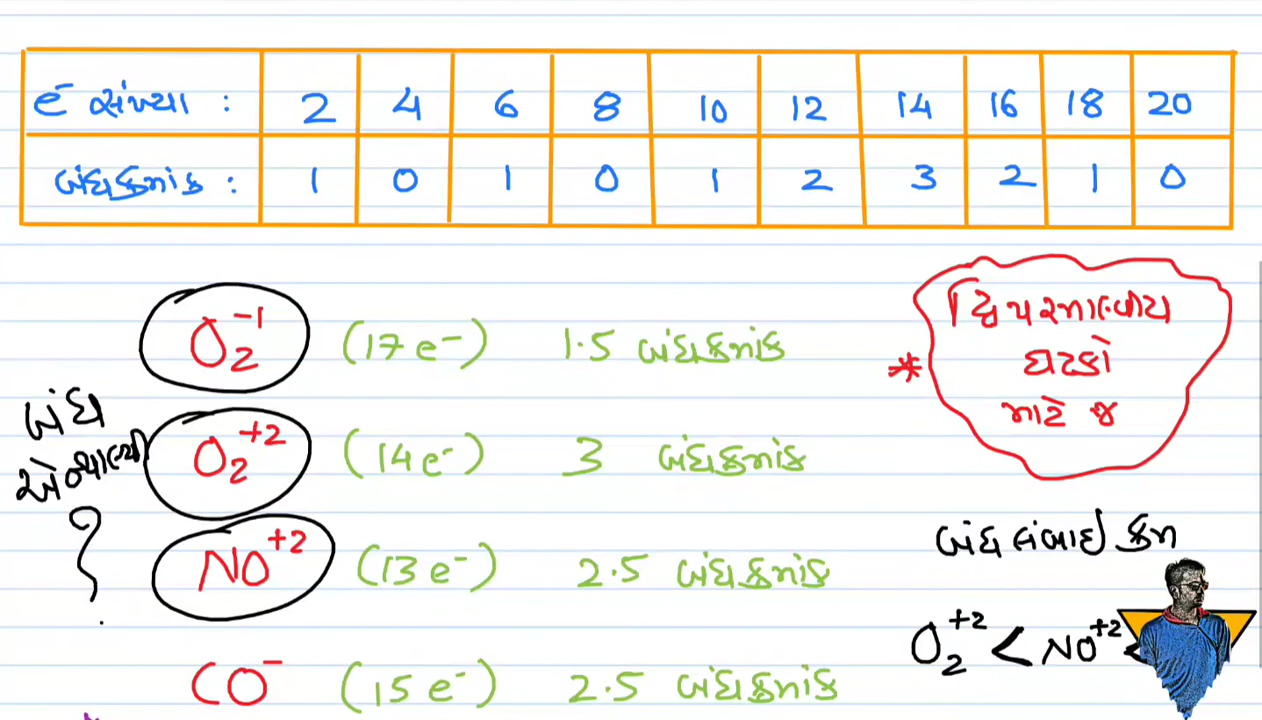 e⁻ સંખ્યા : 2 4 6 8 10 12 14 16 18 20
બંધક્રમાંક : 1 0 1 0 1 2 3 2 1 0
O₂⁻¹ (17 e⁻) 1.5 બંધક્રમાંક
દ્વિપરમાણ્વીય
* ઘટકો
માટે જ
બંધ
O₂⁺² (14 e⁻) 3 બંધક્રમાંક
?
બંધ લંબાઈ ક્રમ
NO⁺² (13 e⁻) 2.5 બંધક્રમાંક
O₂⁺² < NO⁺² <
CO⁻ (15 e⁻) 2.5 બંધક્રમાંક